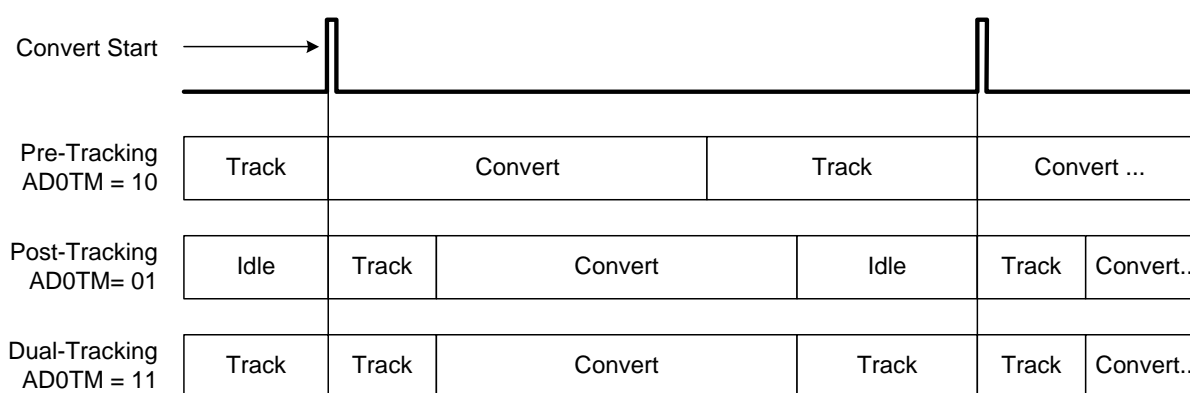 Convert Start
Pre-Tracking
AD0TM = 10
Track Convert Track Convert ...
Post-Tracking
AD0TM= 01
Idle Track Convert Idle Track Convert..
Dual-Tracking
AD0TM = 11
Track Track Convert Track Track Convert..